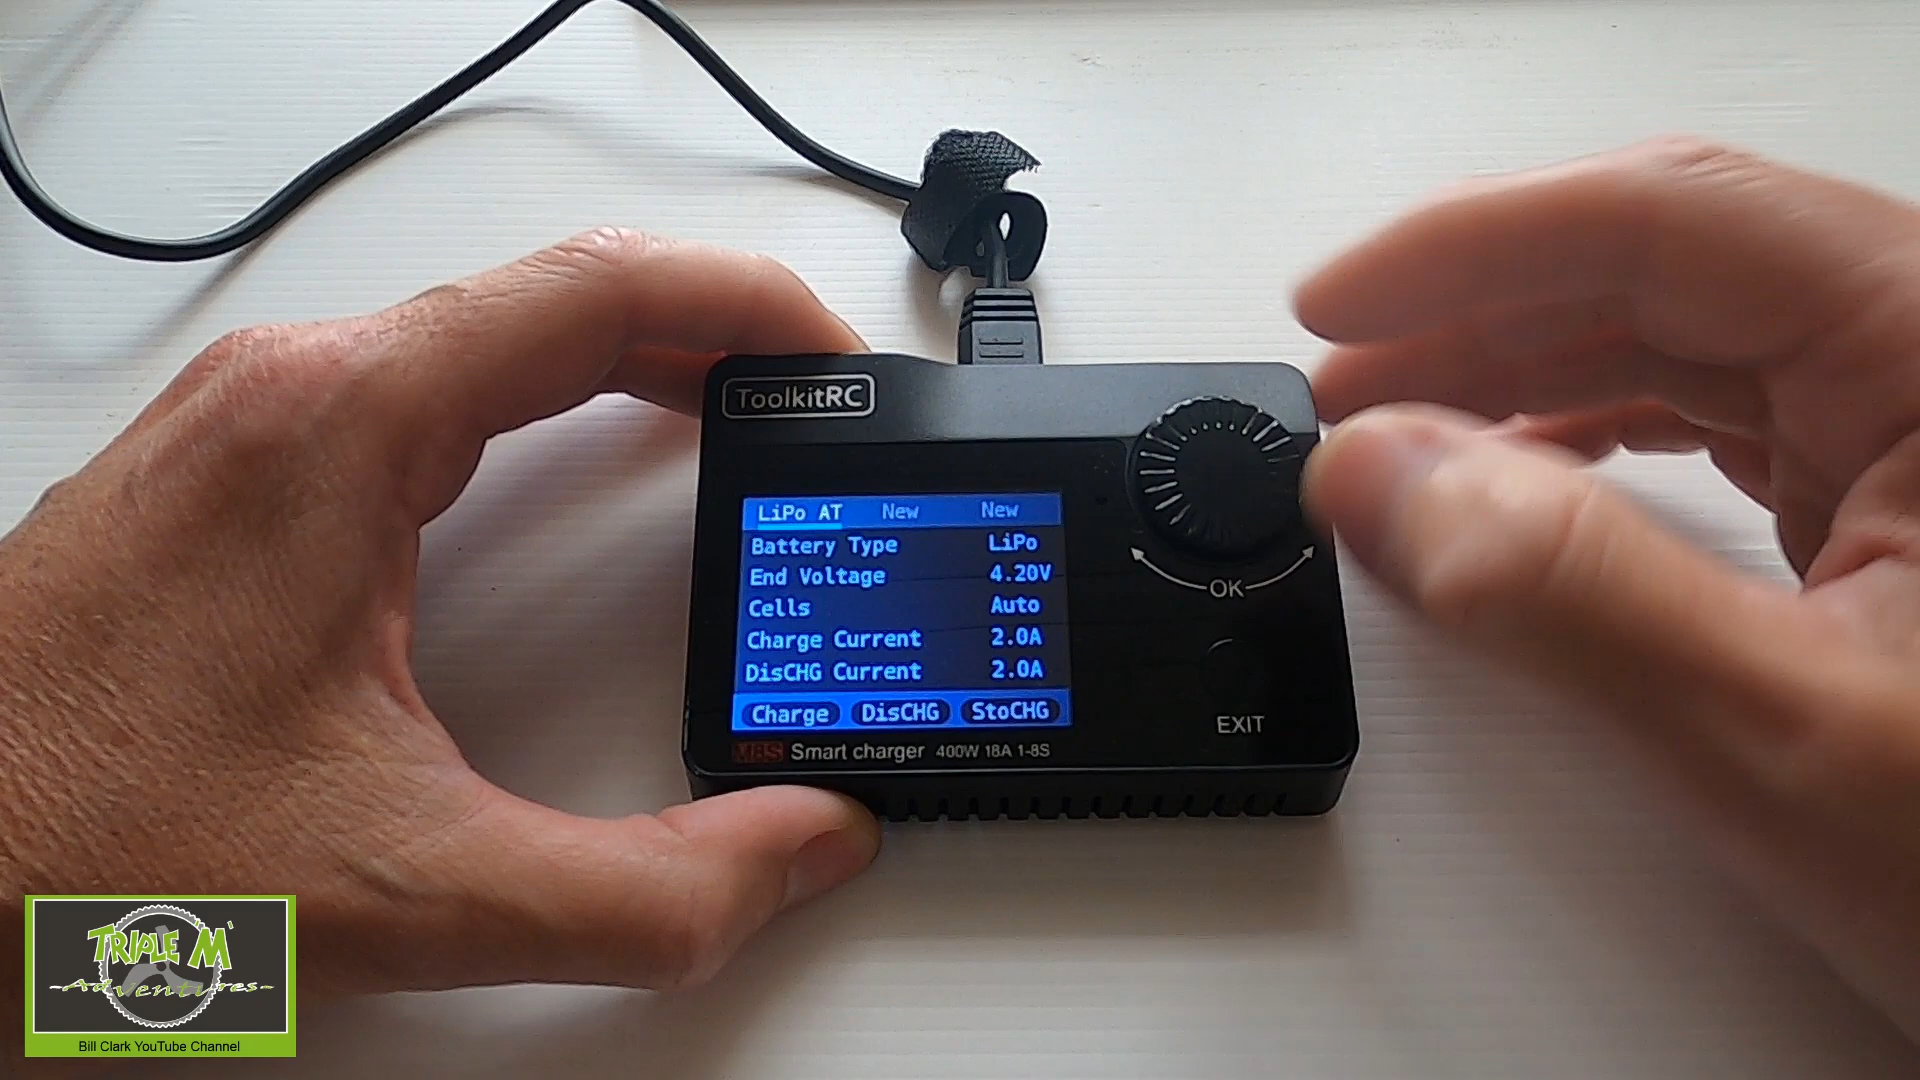 ToolkitRC
LiPo AT New New
Battery Type LiPo
End Voltage 4.20V
Cells Auto
Charge Current 2.0A
DisCHG Current 2.0A
Charge DisCHG StoCHG
M8S Smart charger 400W 18A 1-8S
OK
EXIT
TRIPLE M
-Adventures-
Bill Clark YouTube Channel